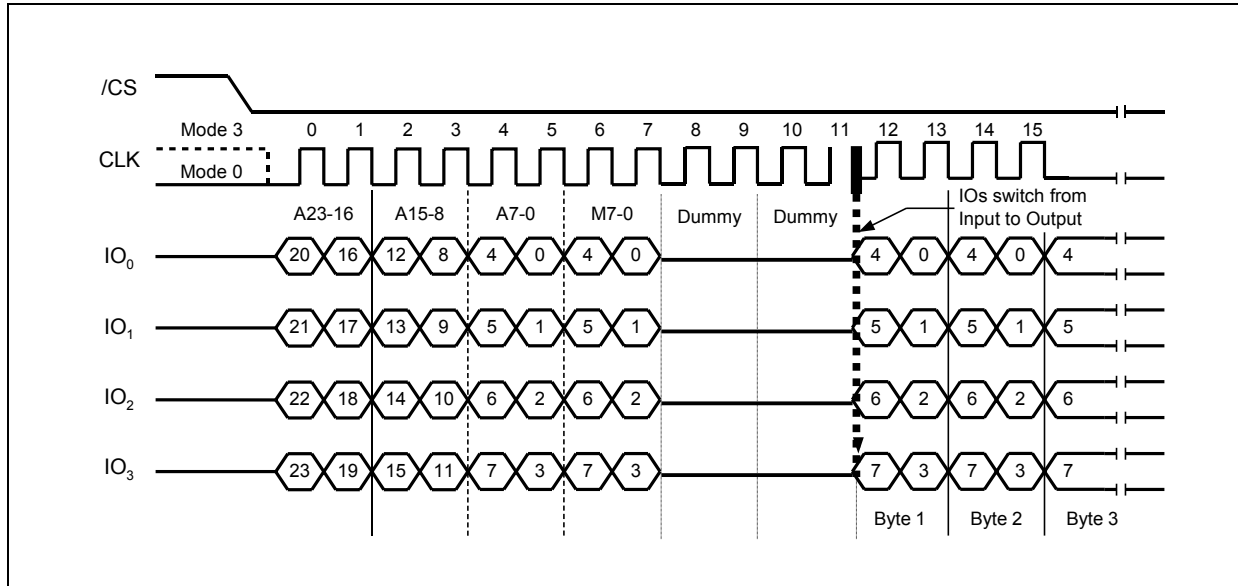 /CS
Mode 3 0 1 2 3 4 5 6 7 8 9 10 11 12 13 14 15
CLK
Mode 0
IOs switch from
Input to Output
A23-16 A15-8 A7-0 M7-0 Dummy Dummy
IO0 20 16 12 8 4 0 4 0 4 0 4 0 4
IO1 21 17 13 9 5 1 5 1 5 1 5 1 5
IO2 22 18 14 10 6 2 6 2 6 2 6 2 6
IO3 23 19 15 11 7 3 7 3 7 3 7 3 7
Byte 1 Byte 2 Byte 3